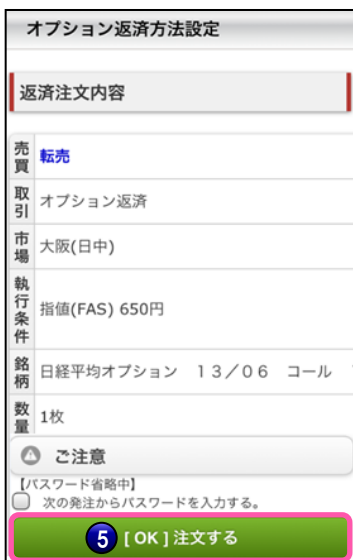 オプション返済方法設定
返済注文内容
売買 転売
取引 オプション返済
市場 大阪(日中)
執行条件 指値(FAS) 650円
銘柄 日経平均オプション　１３／０６　コール
数量 1枚
ご注意
【パスワード省略中】
次の発注からパスワードを入力する。
5 [ OK ] 注文する